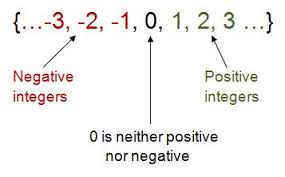 {...-3, -2, -1, 0, 1, 2, 3 ...}
Negative
integers
Positive
integers
0 is neither positive
nor negative